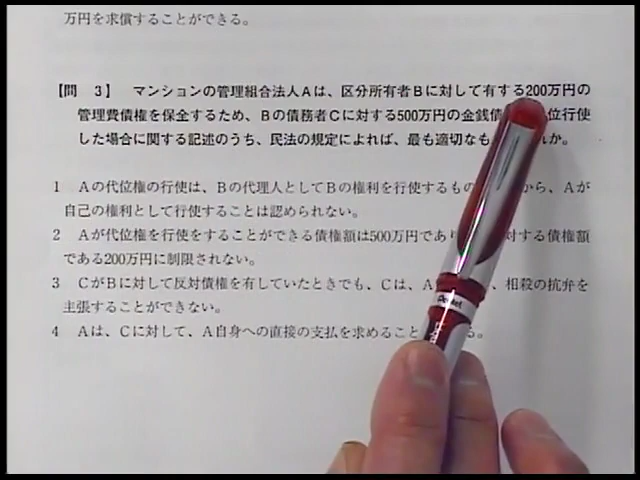 万円を求償することができる。
【問 3】 マンションの管理組合法人Aは、区分所有者Bに対して有する200万円の
管理費債権を保全するため、Bの債務者Cに対する500万円の金銭債 位行使
した場合に関する記述のうち、民法の規定によれば、最も適切なも れか。
1 Aの代位権の行使は、Bの代理人としてBの権利を行使するもの から、Aが
自己の権利として行使することは認められない。
2 Aが代位権を行使をすることができる債権額は500万円であり 対する債権額
である200万円に制限されない。
3 CがBに対して反対債権を有していたときでも、Cは、A 、相殺の抗弁を
主張することができない。
4 Aは、Cに対して、A自身への直接の支払を求めること る。
Pentel